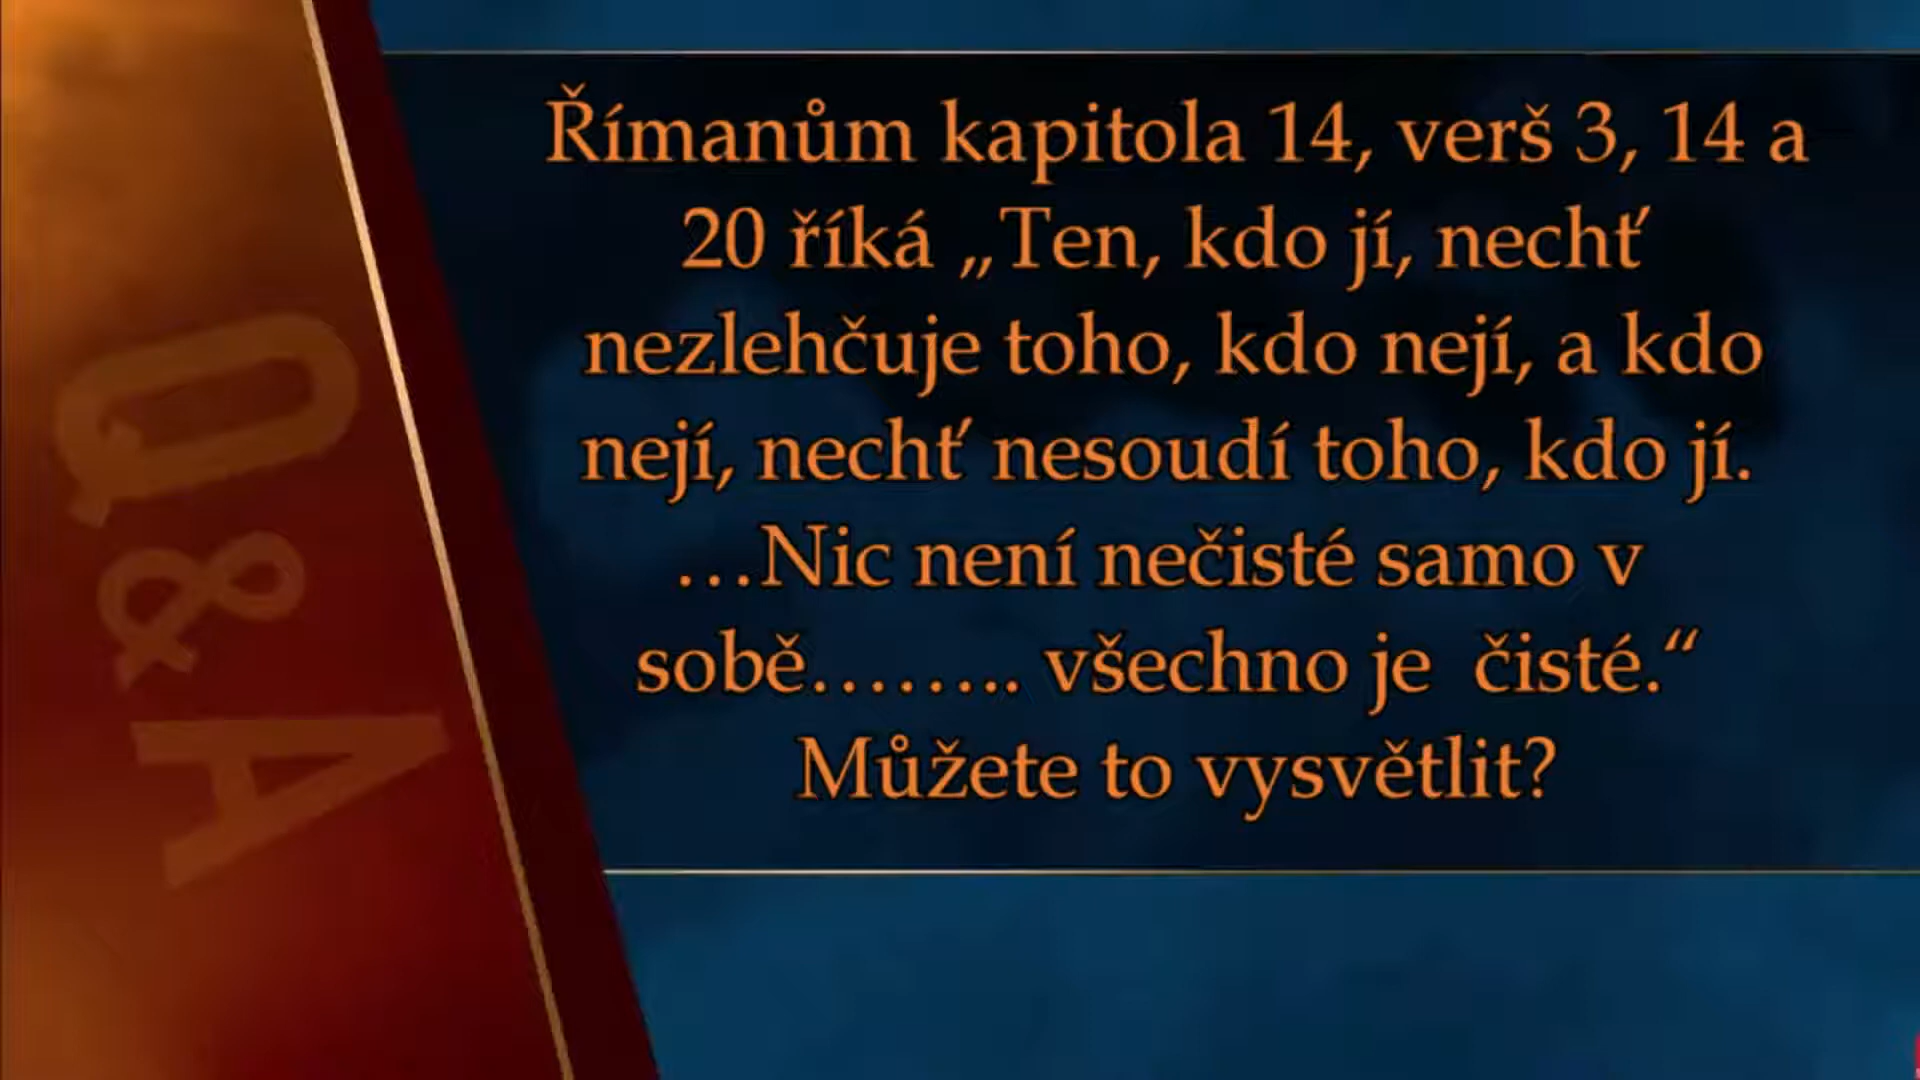 Římanům kapitola 14, verš 3, 14 a
20 říká „Ten, kdo jí, nechť
nezlehčuje toho, kdo nejí, a kdo
nejí, nechť nesoudí toho, kdo jí.
…Nic není nečisté samo v
sobě…….. všechno je  čisté.“
Můžete to vysvětlit?
Q&A